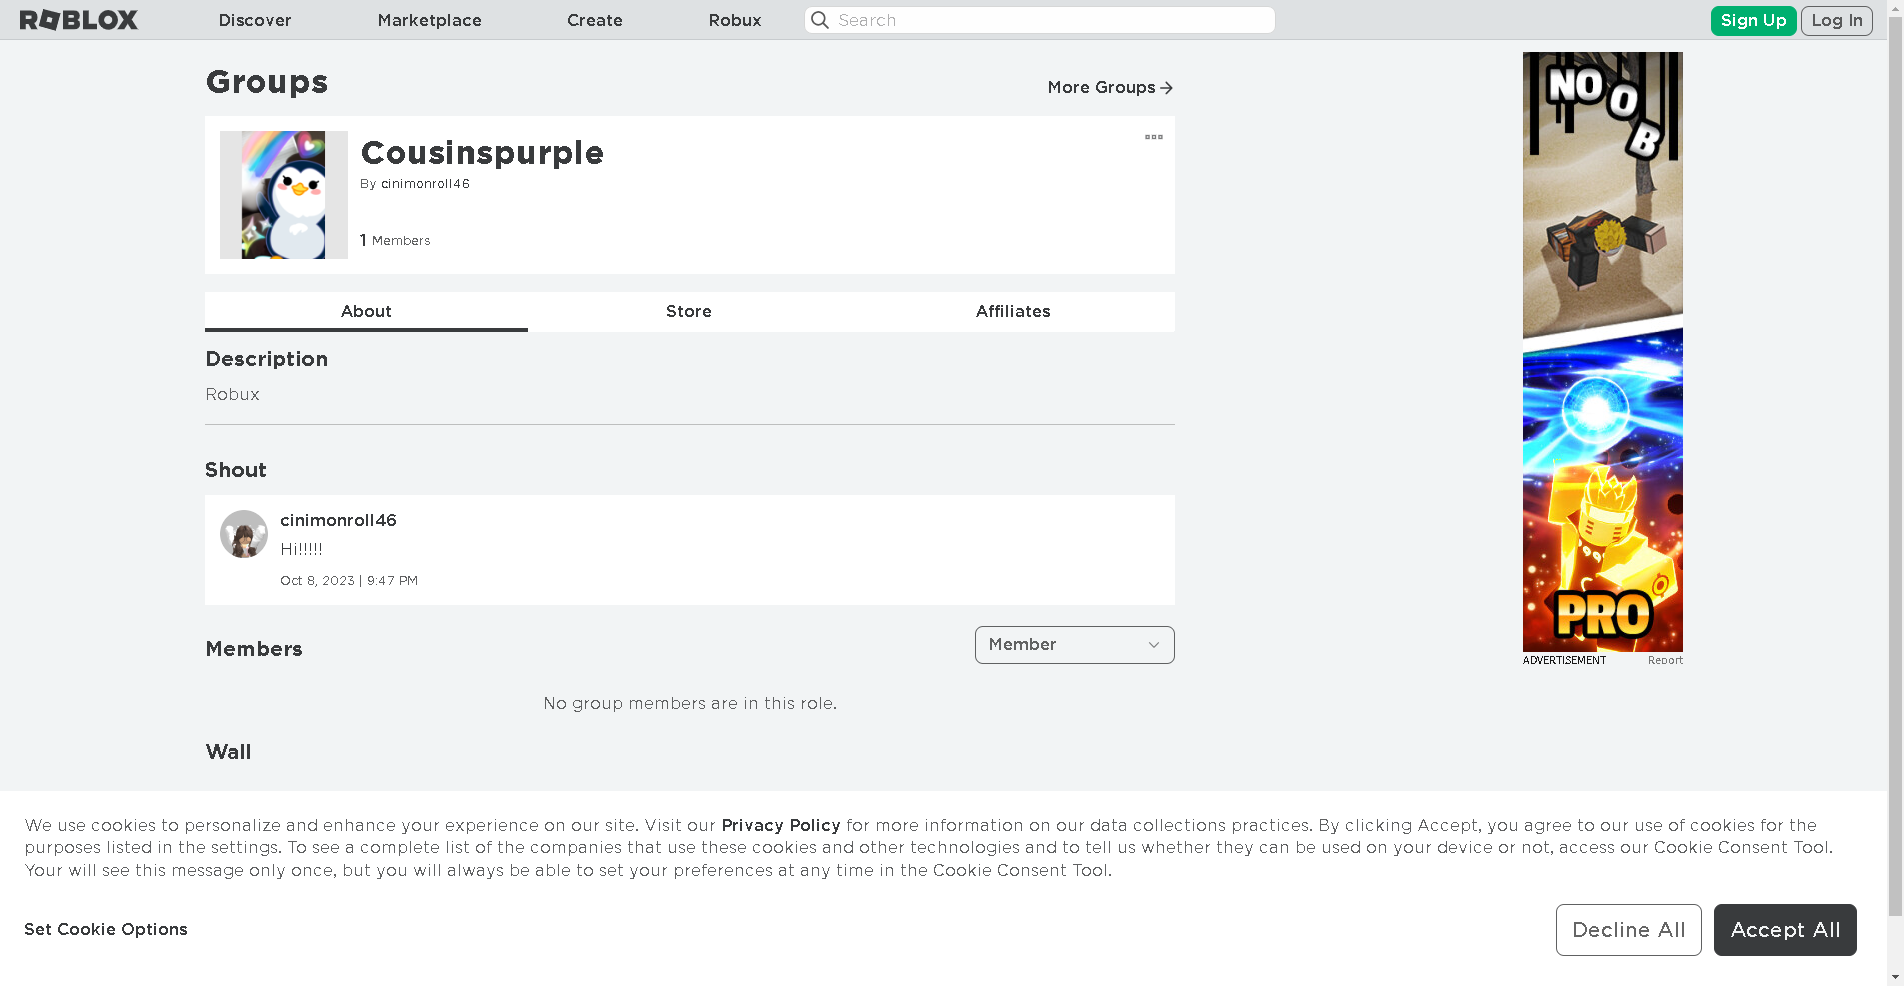 ROBLOX Discover Marketplace Create Robux Search Sign Up Log In
Groups
More Groups
Cousinspurple
By cinimonroll46
1 Members
About Store Affiliates
Description
Robux
Shout
cinimonroll46
Hi!!!!!
Oct 8, 2023 | 9:47 PM
Members
Member
No group members are in this role.
Wall
NOOB
PRO
ADVERTISEMENT Report
We use cookies to personalize and enhance your experience on our site. Visit our Privacy Policy for more information on our data collections practices. By clicking Accept, you agree to our use of cookies for the
purposes listed in the settings. To see a complete list of the companies that use these cookies and other technologies and to tell us whether they can be used on your device or not, access our Cookie Consent Tool.
Your will see this message only once, but you will always be able to set your preferences at any time in the Cookie Consent Tool.
Set Cookie Options
Decline All
Accept All